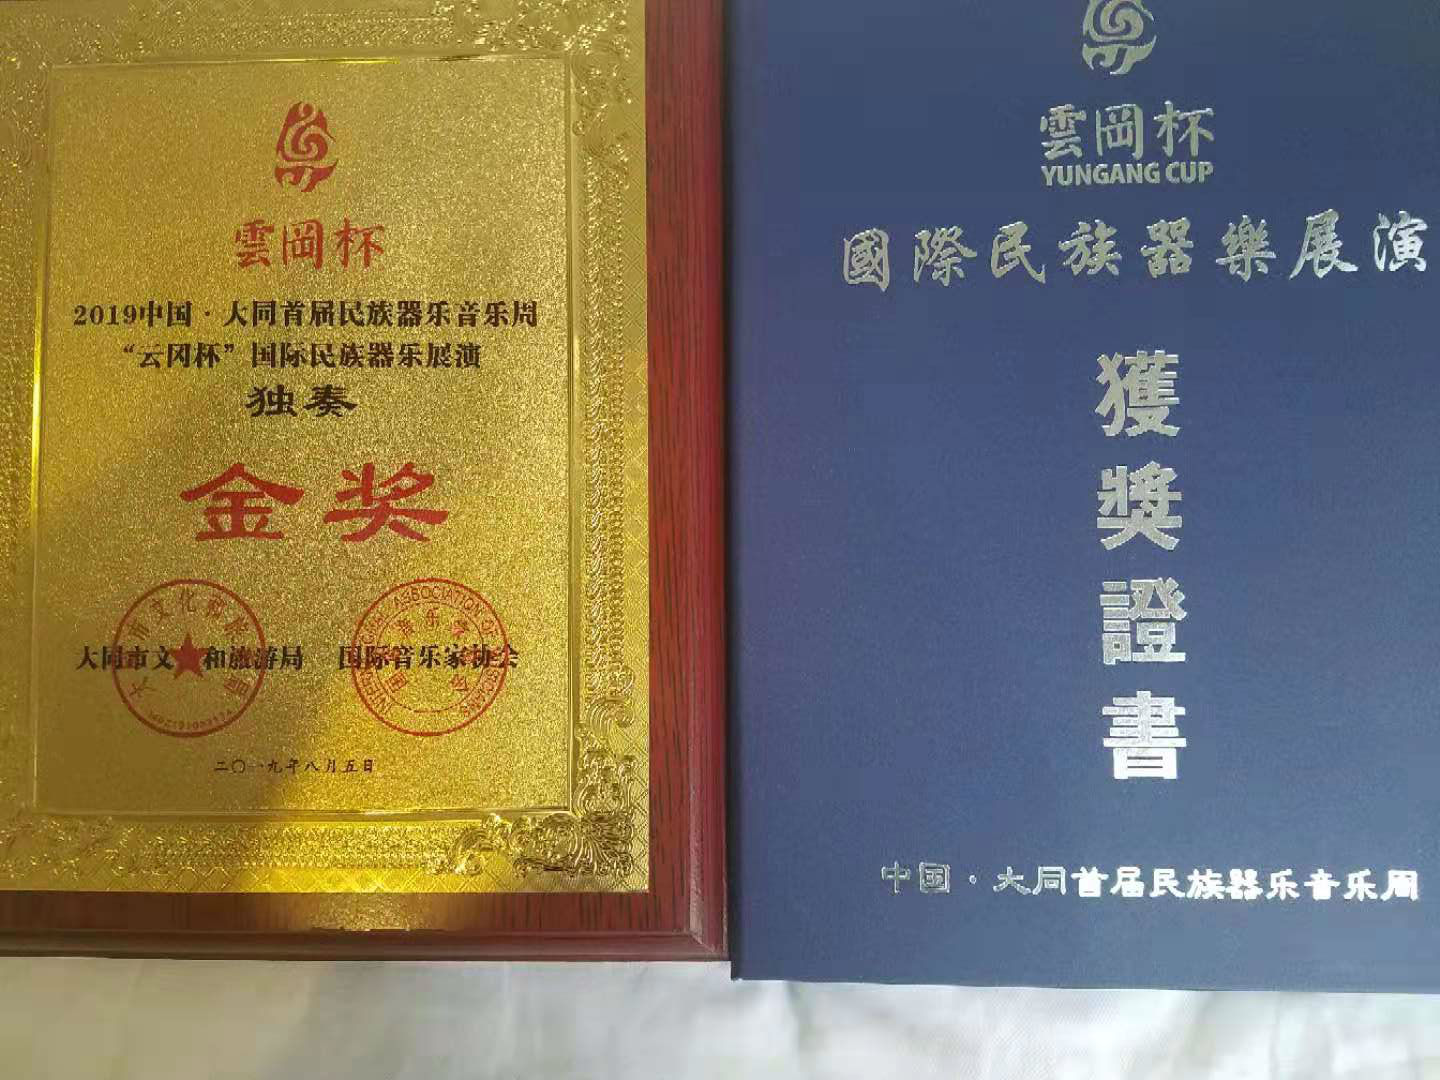 雲岡杯
2019中国·大同首届民族器乐音乐周
“云冈杯”国际民族器乐展演
独奏
金奖
大同市文 和旅游局 国际音乐家协会
二〇一九年八月五日
雲岡杯
YUNGANG CUP
國際民族器樂展演
獲
獎
證
書
中国·大同首届民族器乐音乐周